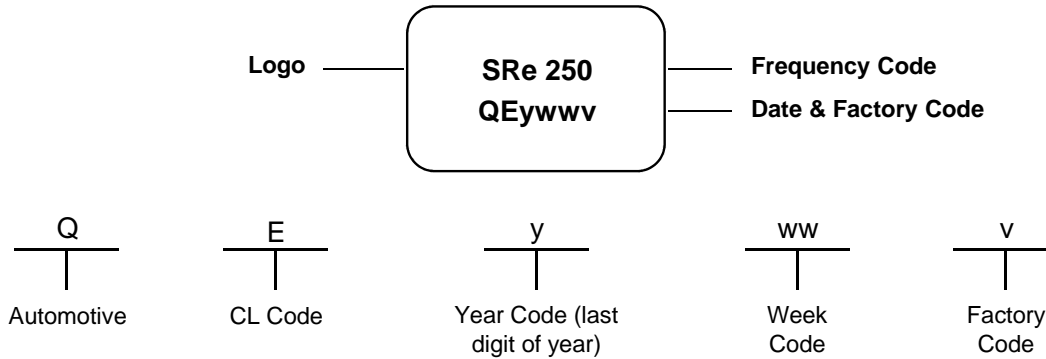 Logo
SRe 250
Frequency Code
QEywwv
Date & Factory Code
Q
E
y
ww
v
Automotive
CL Code
Year Code (last
digit of year)
Week
Code
Factory
Code